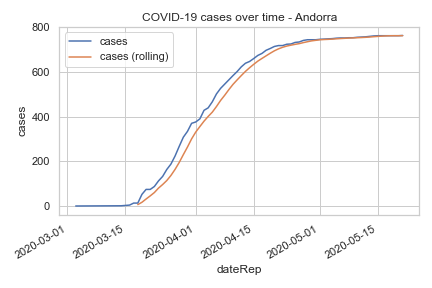 COVID-19 cases over time - Andorra
cases
cases (rolling)
800
600
400
200
0
cases
2020-03-01
2020-03-15
2020-04-01
2020-04-15
2020-05-01
2020-05-15
dateRep